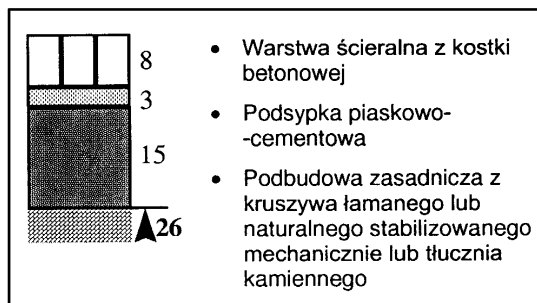 8
3
15
26
• Warstwa ścieralna z kostki
betonowej
• Podsypka piaskowo-
-cementowa
• Podbudowa zasadnicza z
kruszywa łamanego lub
naturalnego stabilizowanego
mechanicznie lub tłucznia
kamiennego